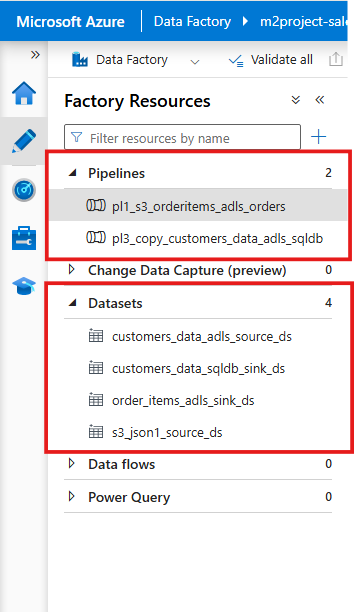 Microsoft Azure Data Factory m2project-sale
Data Factory Validate all
Factory Resources
Filter resources by name
Pipelines 2
pl1_s3_orderitems_adls_orders
pl3_copy_customers_data_adls_sqldb
Change Data Capture (preview) 0
Datasets 4
customers_data_adls_source_ds
customers_data_sqldb_sink_ds
order_items_adls_sink_ds
s3_json1_source_ds
Data flows 0
Power Query 0